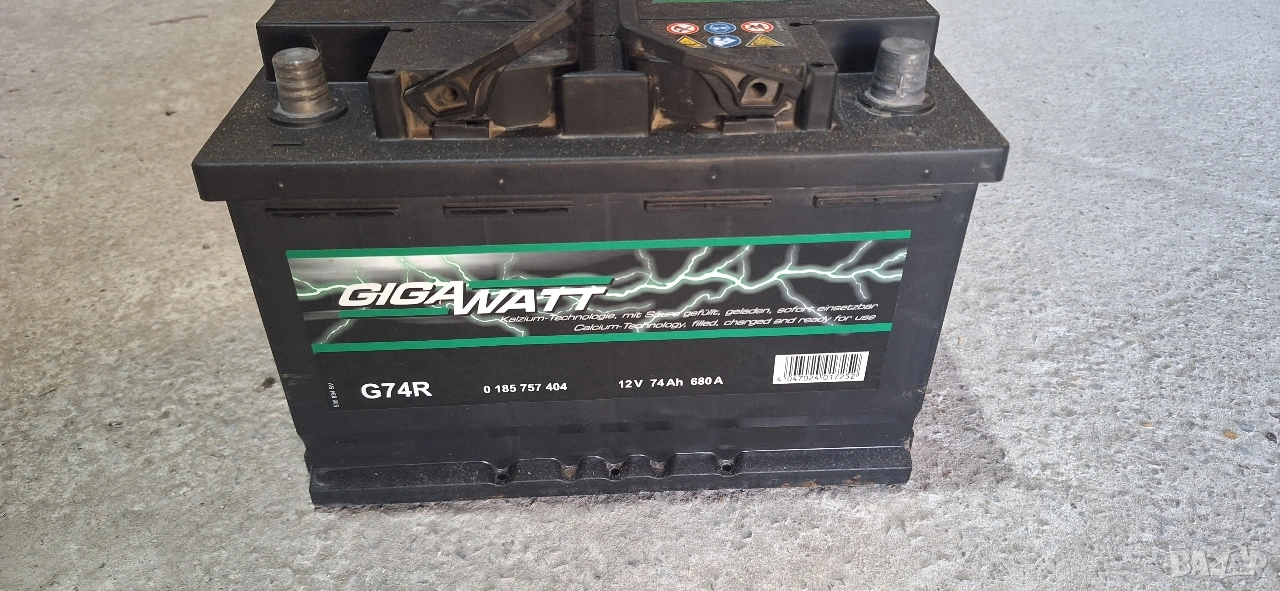 GIGAWATT
Kalzium-Technologie, mit Säure gefüllt, geladen, sofort einsetzbar
Calcium-Technology, filled, charged and ready for use
G74R
0 185 757 404
12V 74Ah 680A
BAZAR